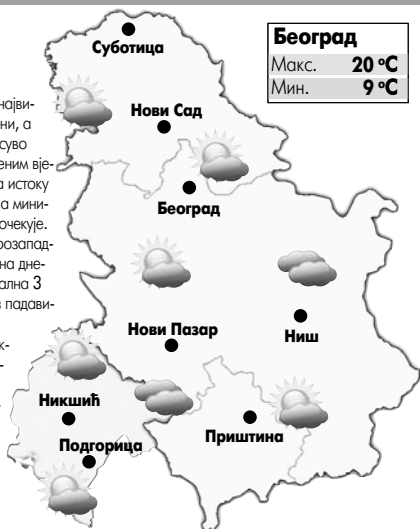 Суботица
Београд
Макс. 20 °C
Мин. 9 °C
најви-
ни, а
суво
еним вје-
а истоку
а мини-
очекује.
розапад-
на дне-
ална 3
з падави-
к-
-
Нови Сад
Београд
Нови Пазар
Ниш
Никшић
Приштина
Подгорица